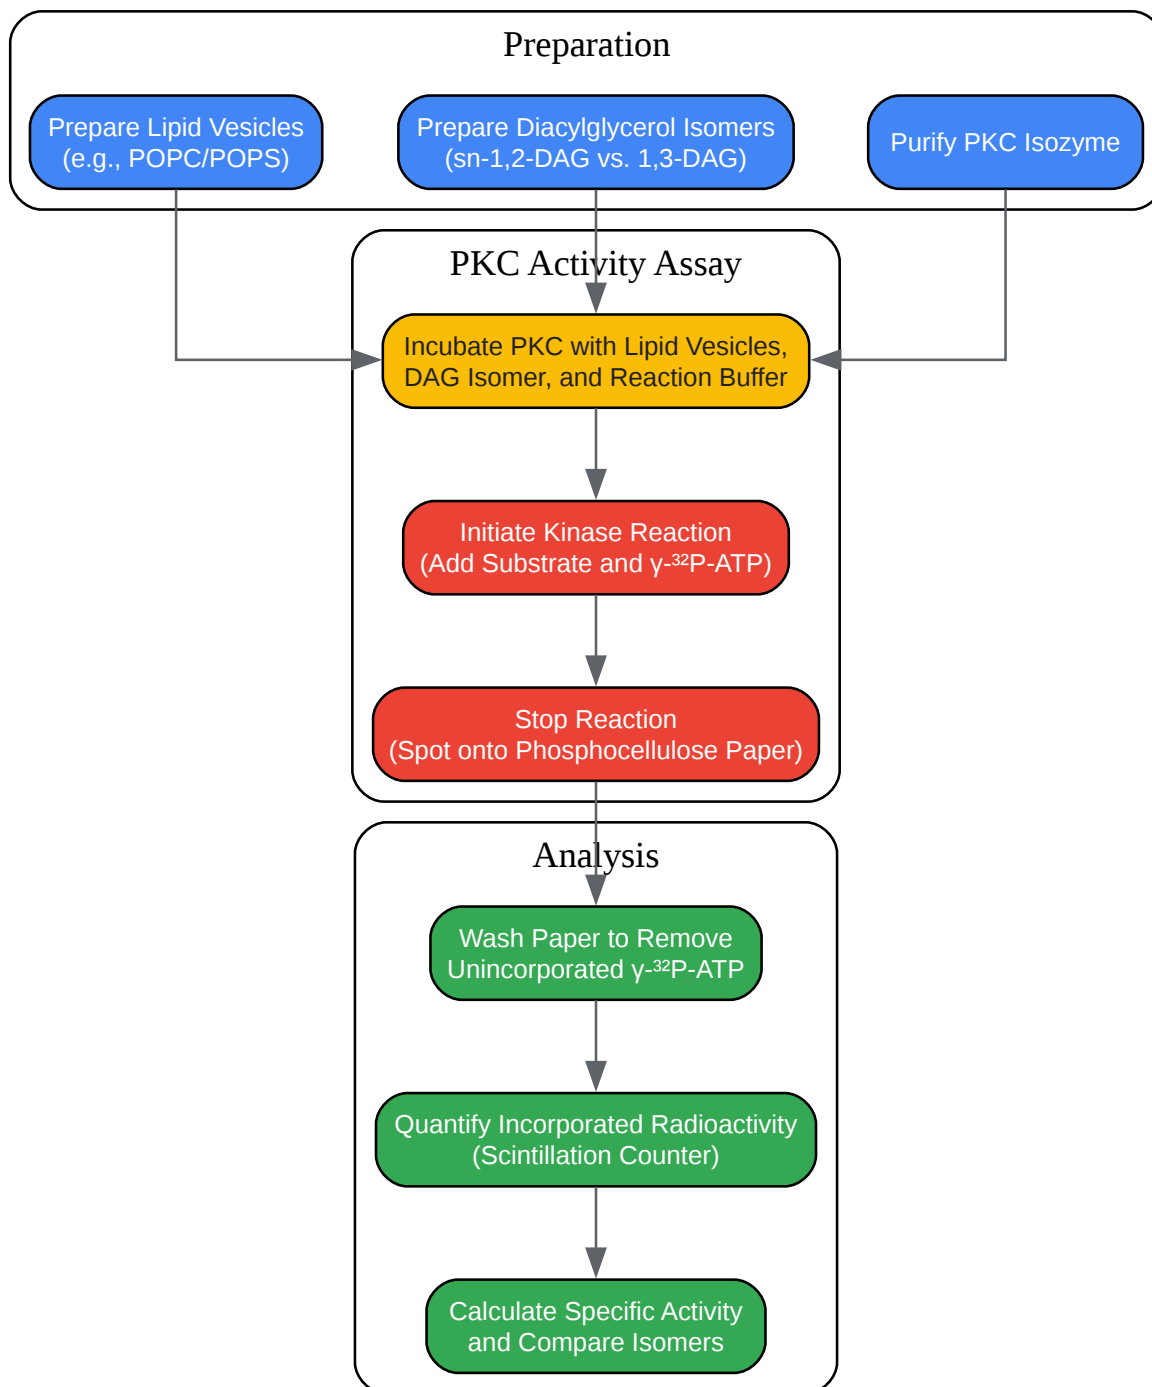 Preparation
Prepare Lipid Vesicles
(e.g., POPC/POPS)
Prepare Diacylglycerol Isomers
(sn-1,2-DAG vs. 1,3-DAG)
Purify PKC Isozyme
PKC Activity Assay
Incubate PKC with Lipid Vesicles,
DAG Isomer, and Reaction Buffer
Initiate Kinase Reaction
(Add Substrate and γ-³²P-ATP)
Stop Reaction
(Spot onto Phosphocellulose Paper)
Analysis
Wash Paper to Remove
Unincorporated γ-³²P-ATP
Quantify Incorporated Radioactivity
(Scintillation Counter)
Calculate Specific Activity
and Compare Isomers